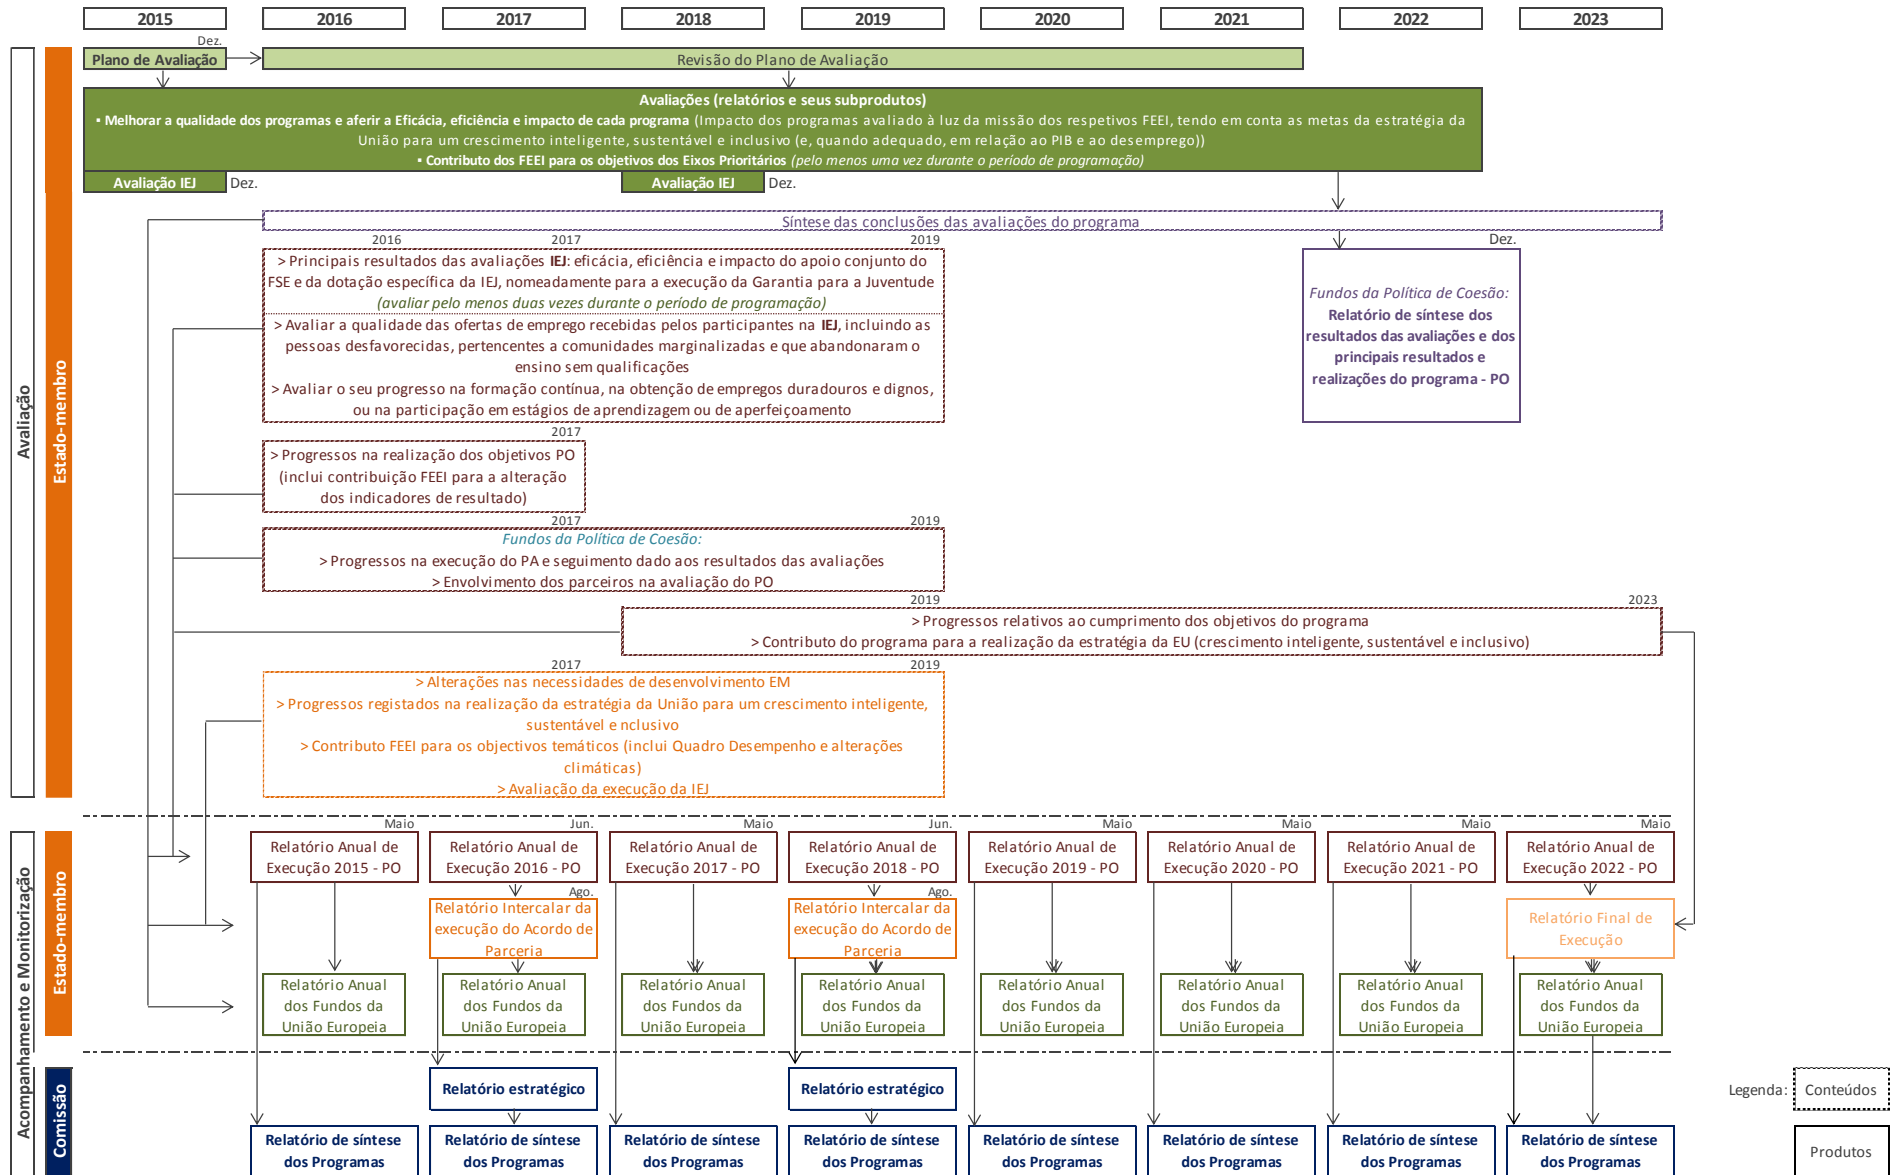 2015 2016 2017 2018 2019 2020 2021 2022 2023
Dez.
Plano de Avaliação
Revisão do Plano de Avaliação
Avaliações (relatórios e seus subprodutos)
▪ Melhorar a qualidade dos programas e aferir a Eficácia, eficiência e impacto de cada programa (Impacto dos programas avaliado à luz da missão dos respetivos FEEI, tendo em conta as metas da estratégia da
União para um crescimento inteligente, sustentável e inclusivo (e, quando adequado, em relação ao PIB e ao desemprego))
▪ Contributo dos FEEI para os objetivos dos Eixos Prioritários (pelo menos uma vez durante o período de programação)
Avaliação IEJ Dez.
Avaliação IEJ Dez.
Síntese das conclusões das avaliações do programa
2016 2017 2019
> Principais resultados das avaliações IEJ: eficácia, eficiência e impacto do apoio conjunto do
FSE e da dotação específica da IEJ, nomeadamente para a execução da Garantia para a Juventude
(avaliar pelo menos duas vezes durante o período de programação)
> Avaliar a qualidade das ofertas de emprego recebidas pelos participantes na IEJ, incluindo as
pessoas desfavorecidas, pertencentes a comunidades marginalizadas e que abandonaram o
ensino sem qualificações
> Avaliar o seu progresso na formação contínua, na obtenção de empregos duradouros e dignos,
ou na participação em estágios de aprendizagem ou de aperfeiçoamento
Dez.
Fundos da Política de Coesão:
Relatório de síntese dos
resultados das avaliações e dos
principais resultados e
realizações do programa - PO
2017
> Progressos na realização dos objetivos PO
(inclui contribuição FEEI para a alteração
dos indicadores de resultado)
2017 2019
Fundos da Política de Coesão:
> Progressos na execução do PA e seguimento dado aos resultados das avaliações
> Envolvimento dos parceiros na avaliação do PO
2019 2023
> Progressos relativos ao cumprimento dos objetivos do programa
> Contributo do programa para a realização da estratégia da EU (crescimento inteligente, sustentável e inclusivo)
2017 2019
> Alterações nas necessidades de desenvolvimento EM
> Progressos registados na realização da estratégia da União para um crescimento inteligente,
sustentável e nclusivo
> Contributo FEEI para os objectivos temáticos (inclui Quadro Desempenho e alterações
climáticas)
> Avaliação da execução da IEJ
Avaliação
Estado-membro
Acompanhamento e Monitorização
Estado-membro
Comissão
Maio
Relatório Anual de
Execução 2015 - PO
Jun.
Relatório Anual de
Execução 2016 - PO
Maio
Relatório Anual de
Execução 2017 - PO
Jun.
Relatório Anual de
Execução 2018 - PO
Maio
Relatório Anual de
Execução 2019 - PO
Maio
Relatório Anual de
Execução 2020 - PO
Maio
Relatório Anual de
Execução 2021 - PO
Maio
Relatório Anual de
Execução 2022 - PO
Ago.
Relatório Intercalar da
execução do Acordo de
Parceria
Ago.
Relatório Intercalar da
execução do Acordo de
Parceria
Relatório Final de
Execução
Relatório Anual
dos Fundos da
União Europeia
Relatório Anual
dos Fundos da
União Europeia
Relatório Anual
dos Fundos da
União Europeia
Relatório Anual
dos Fundos da
União Europeia
Relatório Anual
dos Fundos da
União Europeia
Relatório Anual
dos Fundos da
União Europeia
Relatório Anual
dos Fundos da
União Europeia
Relatório Anual
dos Fundos da
União Europeia
Relatório estratégico
Relatório estratégico
Relatório de síntese
dos Programas
Relatório de síntese
dos Programas
Relatório de síntese
dos Programas
Relatório de síntese
dos Programas
Relatório de síntese
dos Programas
Relatório de síntese
dos Programas
Relatório de síntese
dos Programas
Relatório de síntese
dos Programas
Legenda: Conteúdos
Produtos